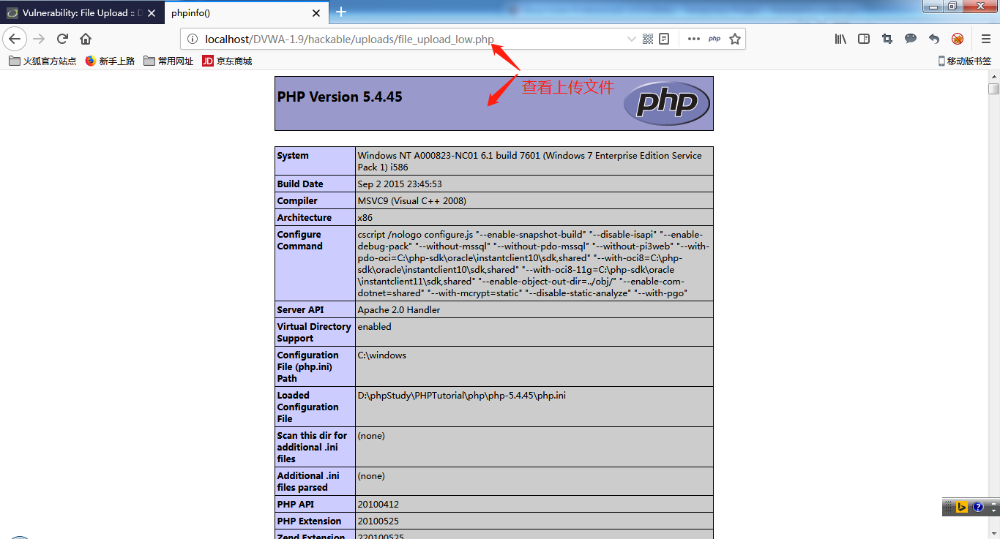 Vulnerability: File Upload :: D
phpinfo()
localhost/DVWA-1.9/hackable/uploads/file_upload_low.php
php
火狐官方站点
新手上路
常用网址
JD 京东商城
移动版书签
PHP Version 5.4.45
查看上传文件
php
System
Windows NT A000823-NC01 6.1 build 7601 (Windows 7 Enterprise Edition Service
Pack 1) i586
Build Date
Sep 2 2015 23:45:53
Compiler
MSVC9 (Visual C++ 2008)
Architecture
x86
Configure
Command
cscript /nologo configure.js "--enable-snapshot-build" "--disable-isapi" "--enable-
debug-pack" "--without-mssql" "--without-pdo-mssql" "--without-pi3web" "--with-
pdo-oci=C:\php-sdk\oracle\instantclient10\sdk,shared" "--with-oci8=C:\php-
sdk\oracle\instantclient10\sdk,shared" "--with-oci8-11g=C:\php-sdk\oracle
\instantclient11\sdk,shared" "--enable-object-out-dir=../obj/" "--enable-com-
dotnet=shared" "--with-mcrypt=static" "--disable-static-analyze" "--with-pgo"
Server API
Apache 2.0 Handler
Virtual Directory
Support
enabled
Configuration
File (php.ini)
Path
C:\windows
Loaded
Configuration
File
D:\phpStudy\PHPTutorial\php\php-5.4.45\php.ini
Scan this dir for
additional .ini
files
(none)
Additional .ini
files parsed
(none)
PHP API
20100412
PHP Extension
20100525
Zend Extension
220100525